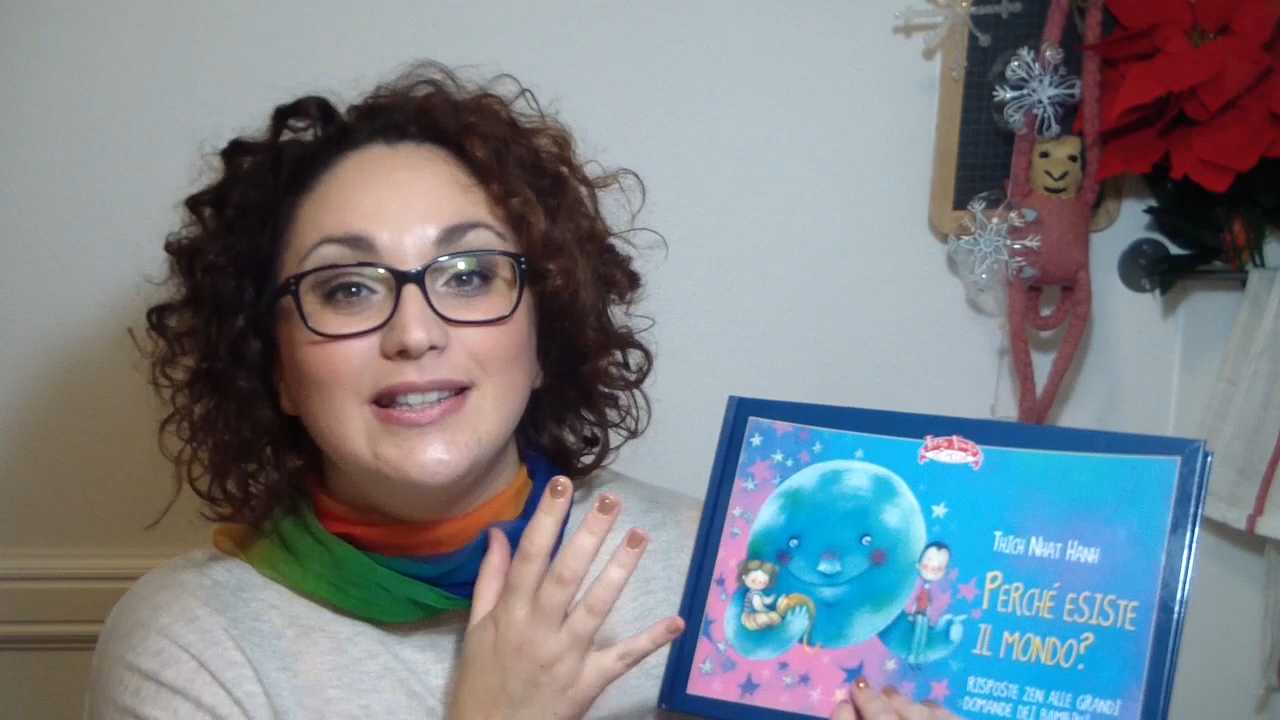 THICH NHAT HANH
PERCHÉ ESISTE
IL MONDO?
RISPOSTE ZEN ALLE GRANDI
DOMANDE DEI BAMBINI